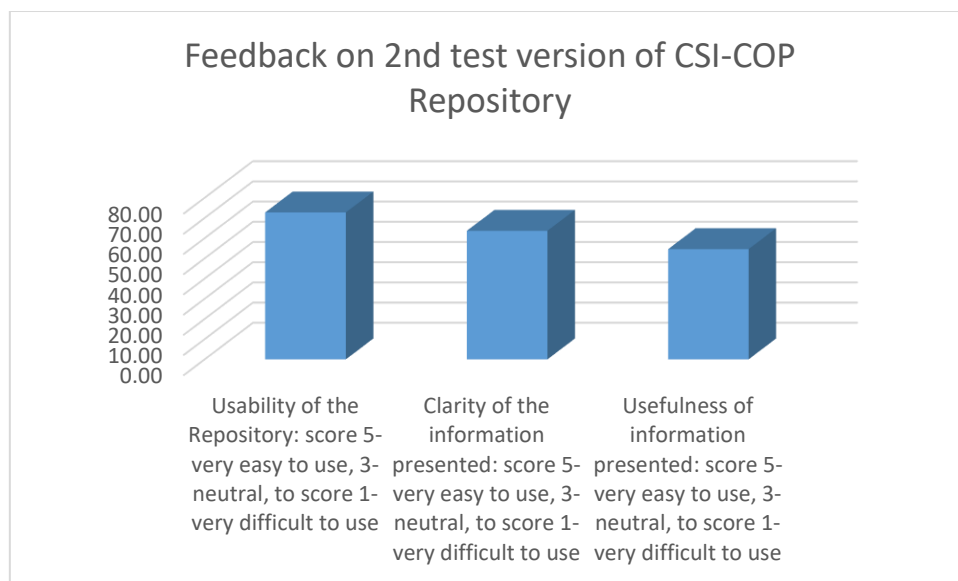 Feedback on 2nd test version of CSI-COP
Repository
80.00
70.00
60.00
50.00
40.00
30.00
20.00
10.00
0.00
Usability of the
Repository: score 5-
very easy to use, 3-
neutral, to score 1-
very difficult to use
Clarity of the
information
presented: score 5-
very easy to use, 3-
neutral, to score 1-
very difficult to use
Usefulness of
information
presented: score 5-
very easy to use, 3-
neutral, to score 1-
very difficult to use